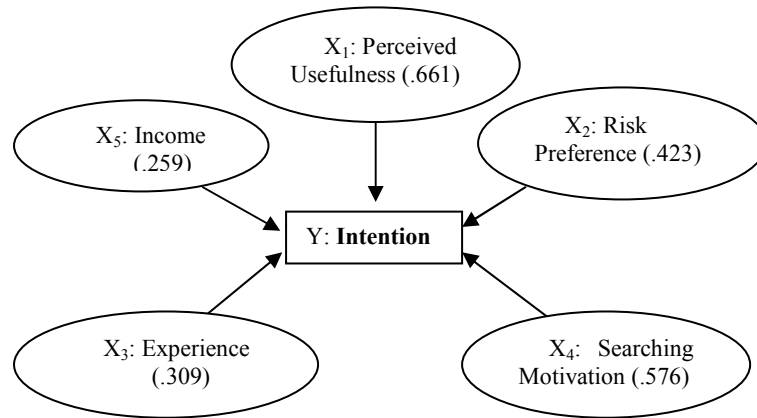 X₁: Perceived
Usefulness (.661)
X₅: Income
(.259)
X₂: Risk
Preference (.423)
Y: Intention
X₃: Experience
(.309)
X₄: Searching
Motivation (.576)